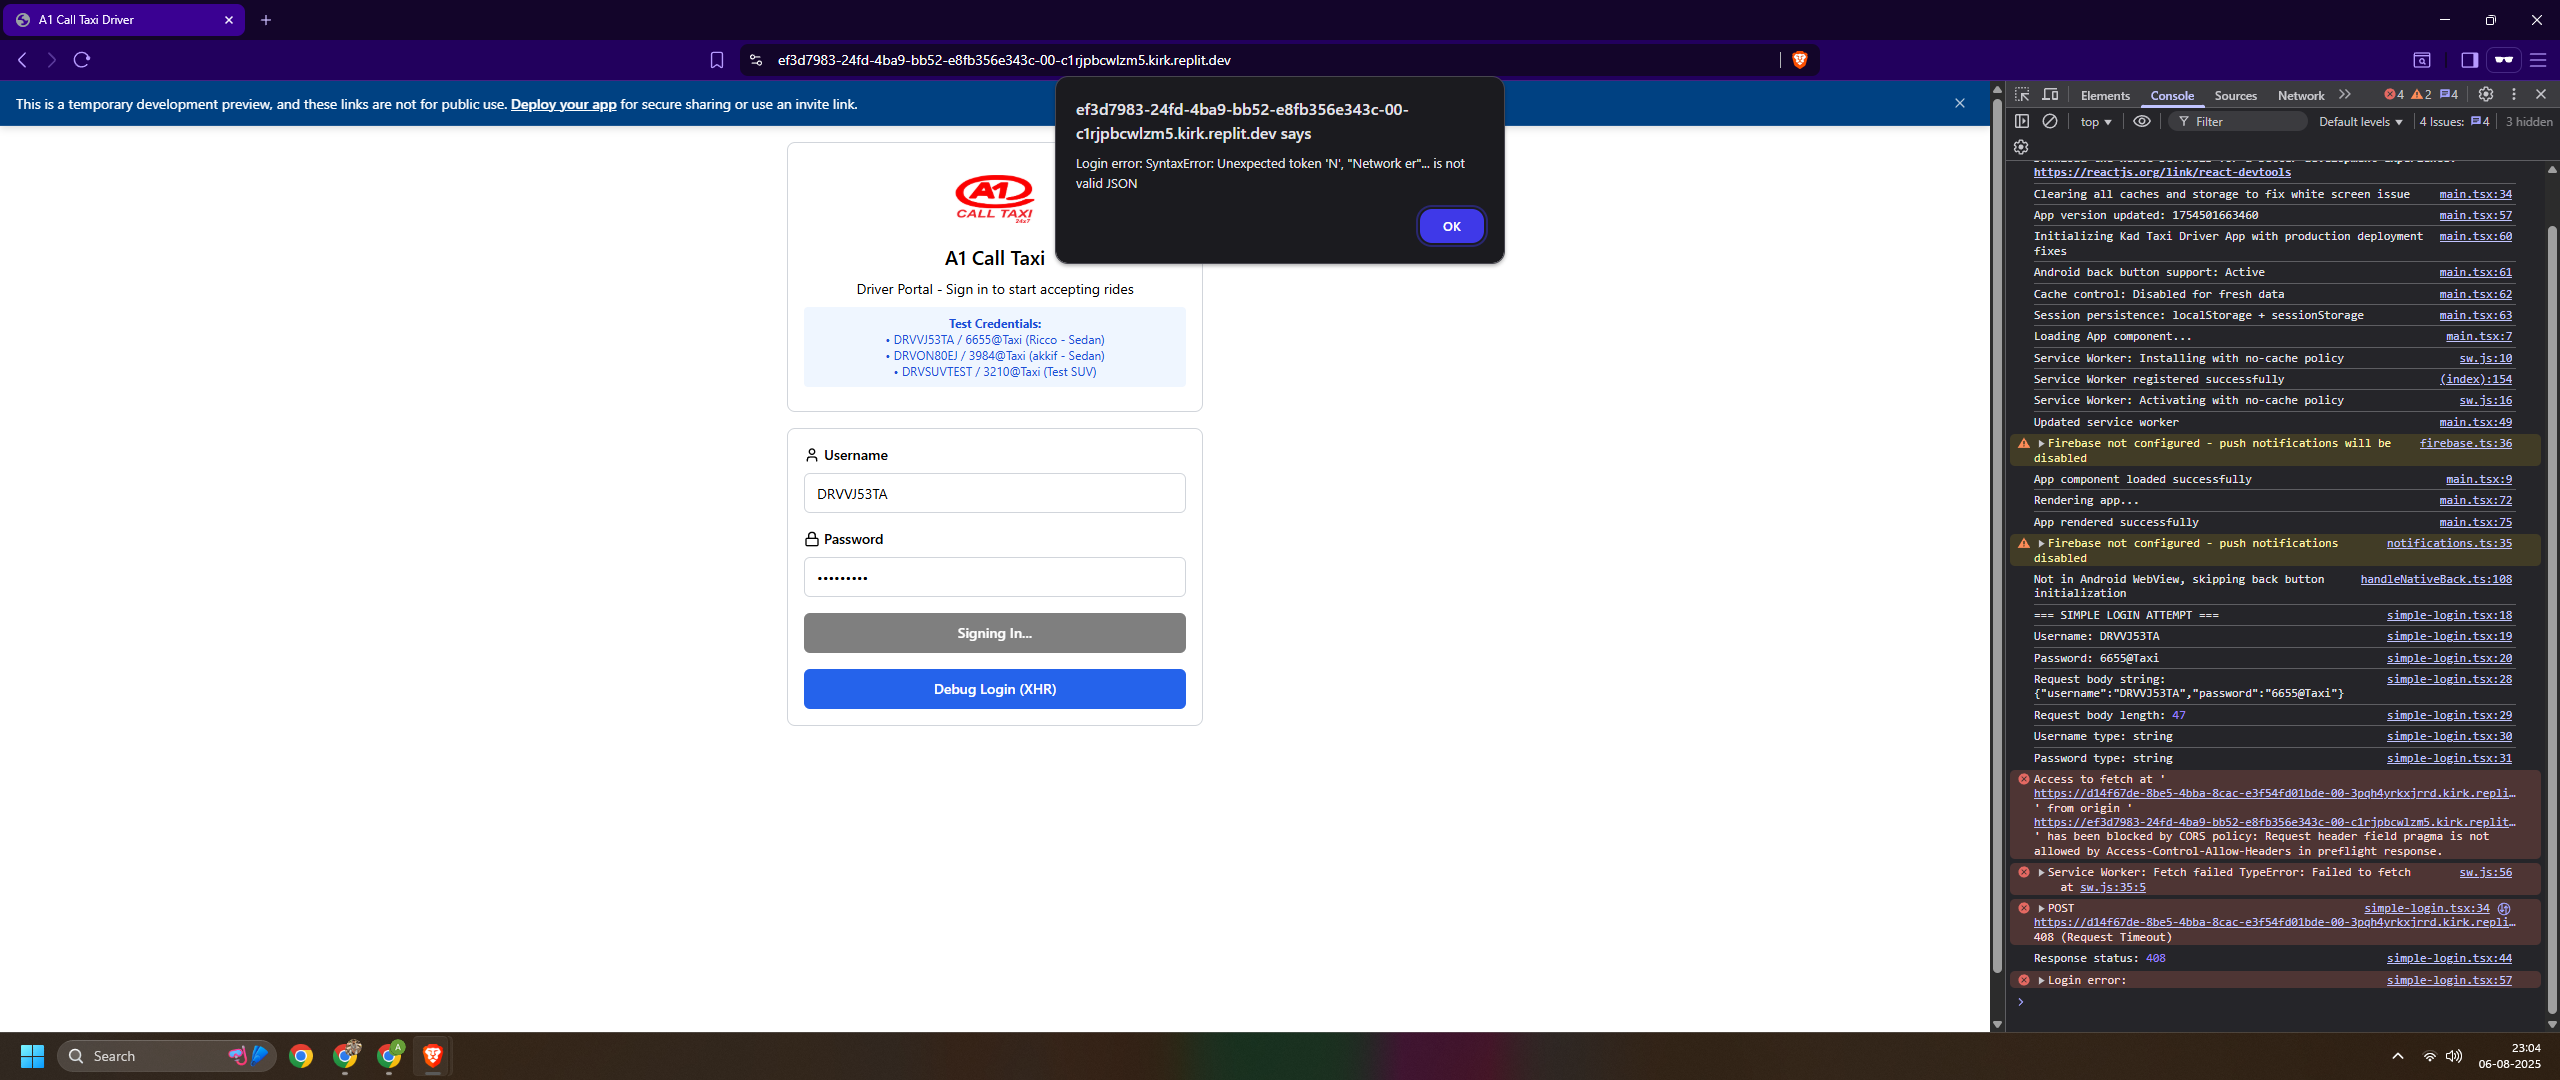 A1 Call Taxi Driver
ef3d7983-24fd-4ba9-bb52-e8fb356e343c-00-c1rjpbcwlzm5.kirk.replit.dev
This is a temporary development preview, and these links are not for public use. Deploy your app for secure sharing or use an invite link.
ef3d7983-24fd-4ba9-bb52-e8fb356e343c-00-
c1rjpbcwlzm5.kirk.replit.dev says
Login error: SyntaxError: Unexpected token 'N', "Network er"... is not
valid JSON
OK
A1
CALL TAXI
24x7
A1 Call Taxi
Driver Portal - Sign in to start accepting rides
Test Credentials:
• DRVVJ53TA / 6655@Taxi (Ricco - Sedan)
• DRVON80EJ / 3984@Taxi (akkif - Sedan)
• DRVSUVTEST / 3210@Taxi (Test SUV)
Username
DRVVJ53TA
Password
•••••••••
Signing In...
Debug Login (XHR)
Elements Console Sources Network 4 2 4
top Filter Default levels 4 Issues: 4 3 hidden
https://reactjs.org/link/react-devtools
Clearing all caches and storage to fix white screen issue main.tsx:34
App version updated: 1754501663460 main.tsx:57
Initializing Kad Taxi Driver App with production deployment main.tsx:60
fixes
Android back button support: Active main.tsx:61
Cache control: Disabled for fresh data main.tsx:62
Session persistence: localStorage + sessionStorage main.tsx:63
Loading App component... main.tsx:7
Service Worker: Installing with no-cache policy sw.js:10
Service Worker registered successfully (index):154
Service Worker: Activating with no-cache policy sw.js:16
Updated service worker main.tsx:49
Firebase not configured - push notifications will be firebase.ts:36
disabled
App component loaded successfully main.tsx:9
Rendering app... main.tsx:72
App rendered successfully main.tsx:75
Firebase not configured - push notifications notifications.ts:35
disabled
Not in Android WebView, skipping back button handleNativeBack.ts:108
initialization
=== SIMPLE LOGIN ATTEMPT === simple-login.tsx:18
Username: DRVVJ53TA simple-login.tsx:19
Password: 6655@Taxi simple-login.tsx:20
Request body string: simple-login.tsx:28
{"username":"DRVVJ53TA","password":"6655@Taxi"}
Request body length: 47 simple-login.tsx:29
Username type: string simple-login.tsx:30
Password type: string simple-login.tsx:31
Access to fetch at '
https://d14f67de-8be5-4bba-8cac-e3f54fd01bde-00-3pqh4yrkxjrrd.kirk.repli…
' from origin '
https://ef3d7983-24fd-4ba9-bb52-e8fb356e343c-00-c1rjpbcwlzm5.kirk.replit…
' has been blocked by CORS policy: Request header field pragma is not
allowed by Access-Control-Allow-Headers in preflight response.
Service Worker: Fetch failed TypeError: Failed to fetch sw.js:56
at sw.js:35:5
POST simple-login.tsx:34
https://d14f67de-8be5-4bba-8cac-e3f54fd01bde-00-3pqh4yrkxjrrd.kirk.repli…
408 (Request Timeout)
Response status: 408 simple-login.tsx:44
Login error: simple-login.tsx:57
Search
23:04
06-08-2025